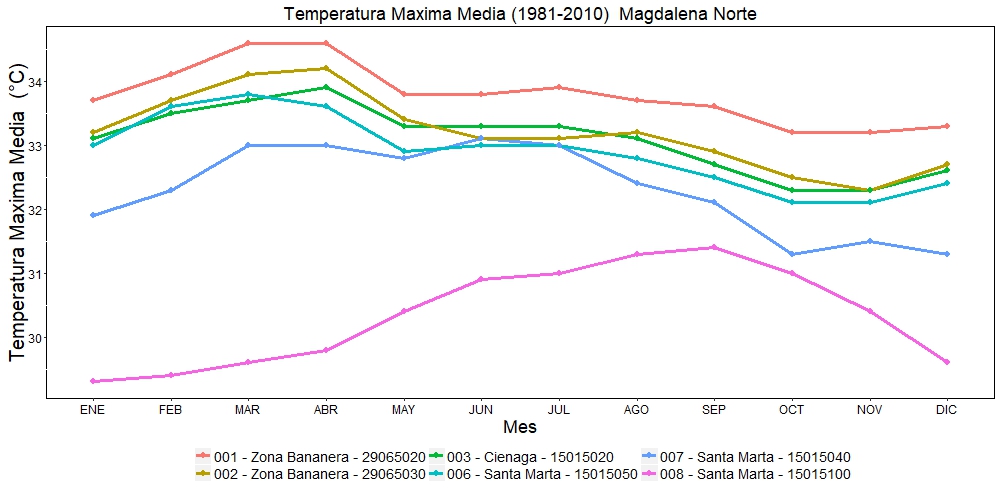 Temperatura Maxima Media (1981-2010)  Magdalena Norte
Temperatura Maxima Media  (°C)
34
33
32
31
30
ENE FEB MAR ABR MAY JUN JUL AGO SEP OCT NOV DIC
Mes
001 - Zona Bananera - 29065020 003 - Cienaga - 15015020 007 - Santa Marta - 15015040
002 - Zona Bananera - 29065030 006 - Santa Marta - 15015050 008 - Santa Marta - 15015100